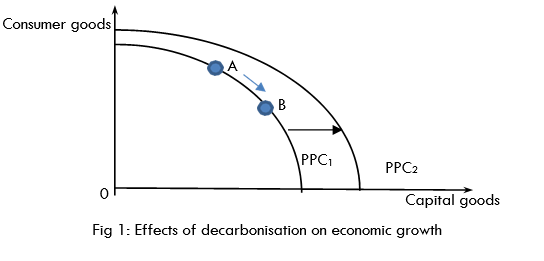 Consumer goods
A
B
PPC₁
PPC₂
0
Capital goods
Fig 1: Effects of decarbonisation on economic growth